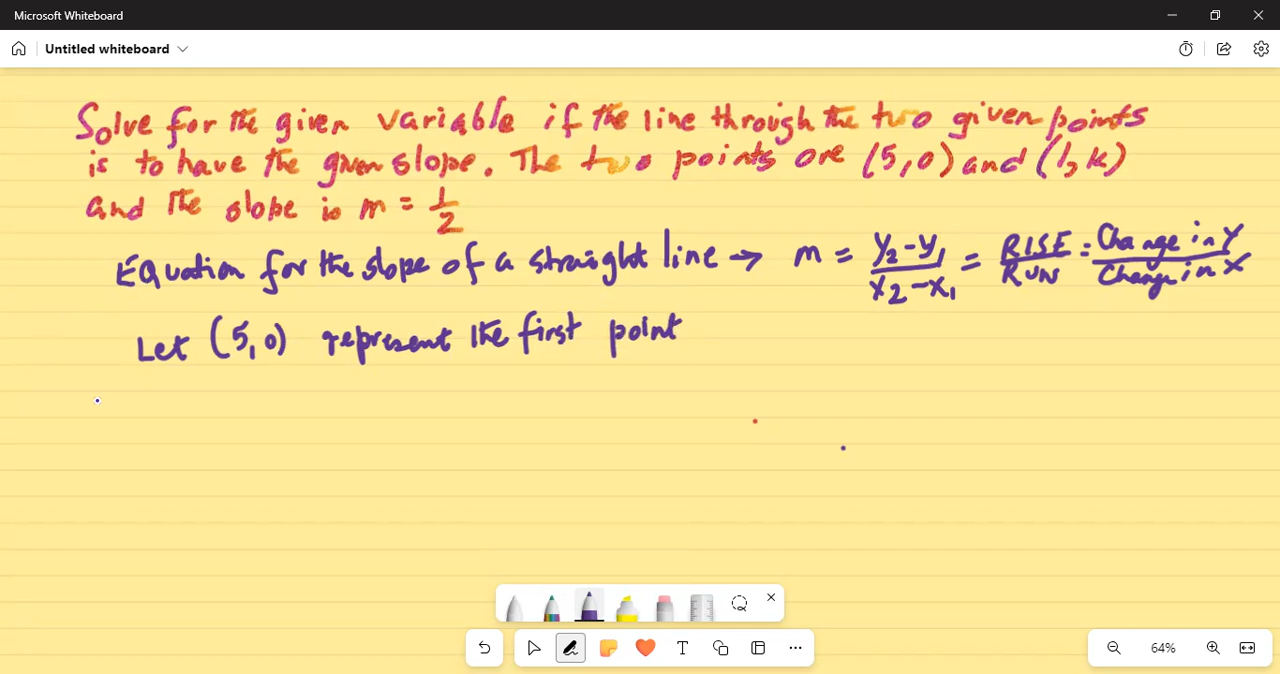 Microsoft Whiteboard
Untitled whiteboard
Solve for the given variable if the line through the two given points
is to have the given slope. The two points are (5,0) and (1, k)
and the slope is m = 1/2
Equation for the slope of a straight line → m = y₂-y₁/x₂-x₁ = RISE/RUN = Change in Y/Change in X
Let (5,0) represent the first point
64%